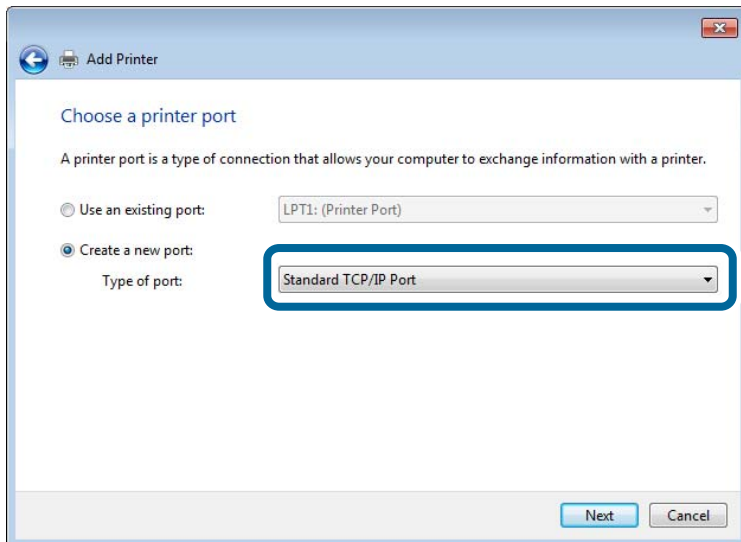 Add Printer
Choose a printer port
A printer port is a type of connection that allows your computer to exchange information with a printer.
Use an existing port: LPT1: (Printer Port)
Create a new port:
Type of port: Standard TCP/IP Port
Next Cancel